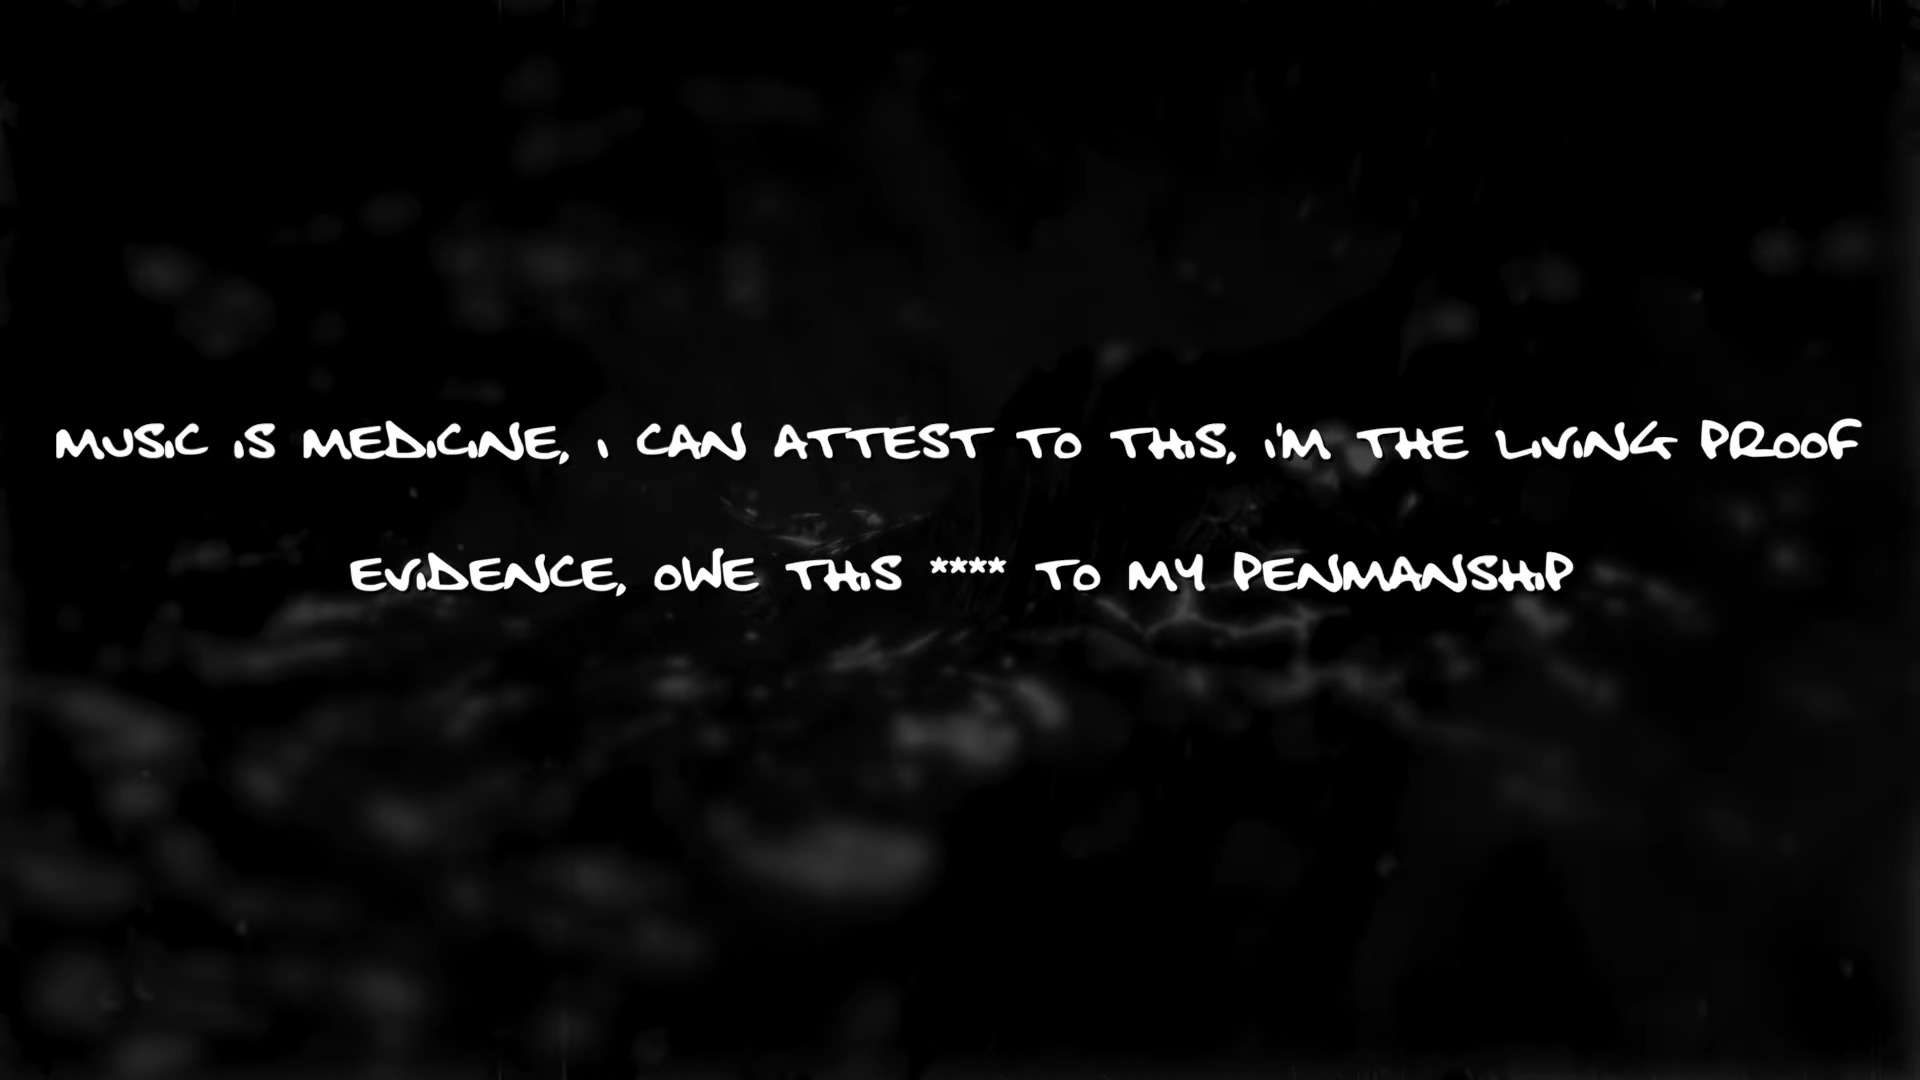 MUSIC IS MEDICINE, I CAN ATTEST TO THIS, I'M THE LIVING PROOF
EVIDENCE, OWE THIS **** TO MY PENMANSHIP